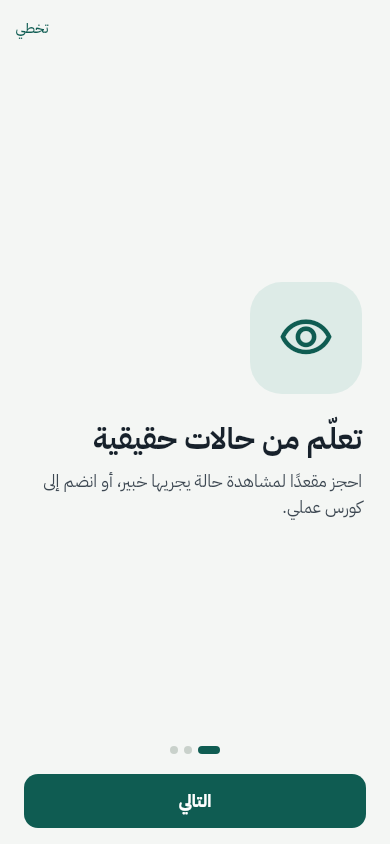 تخطي
تعلّم من حالات حقيقية
احجز مقعدًا لمشاهدة حالة يجريها خبير، أو انضم إلى
كورس عملي.
التالي